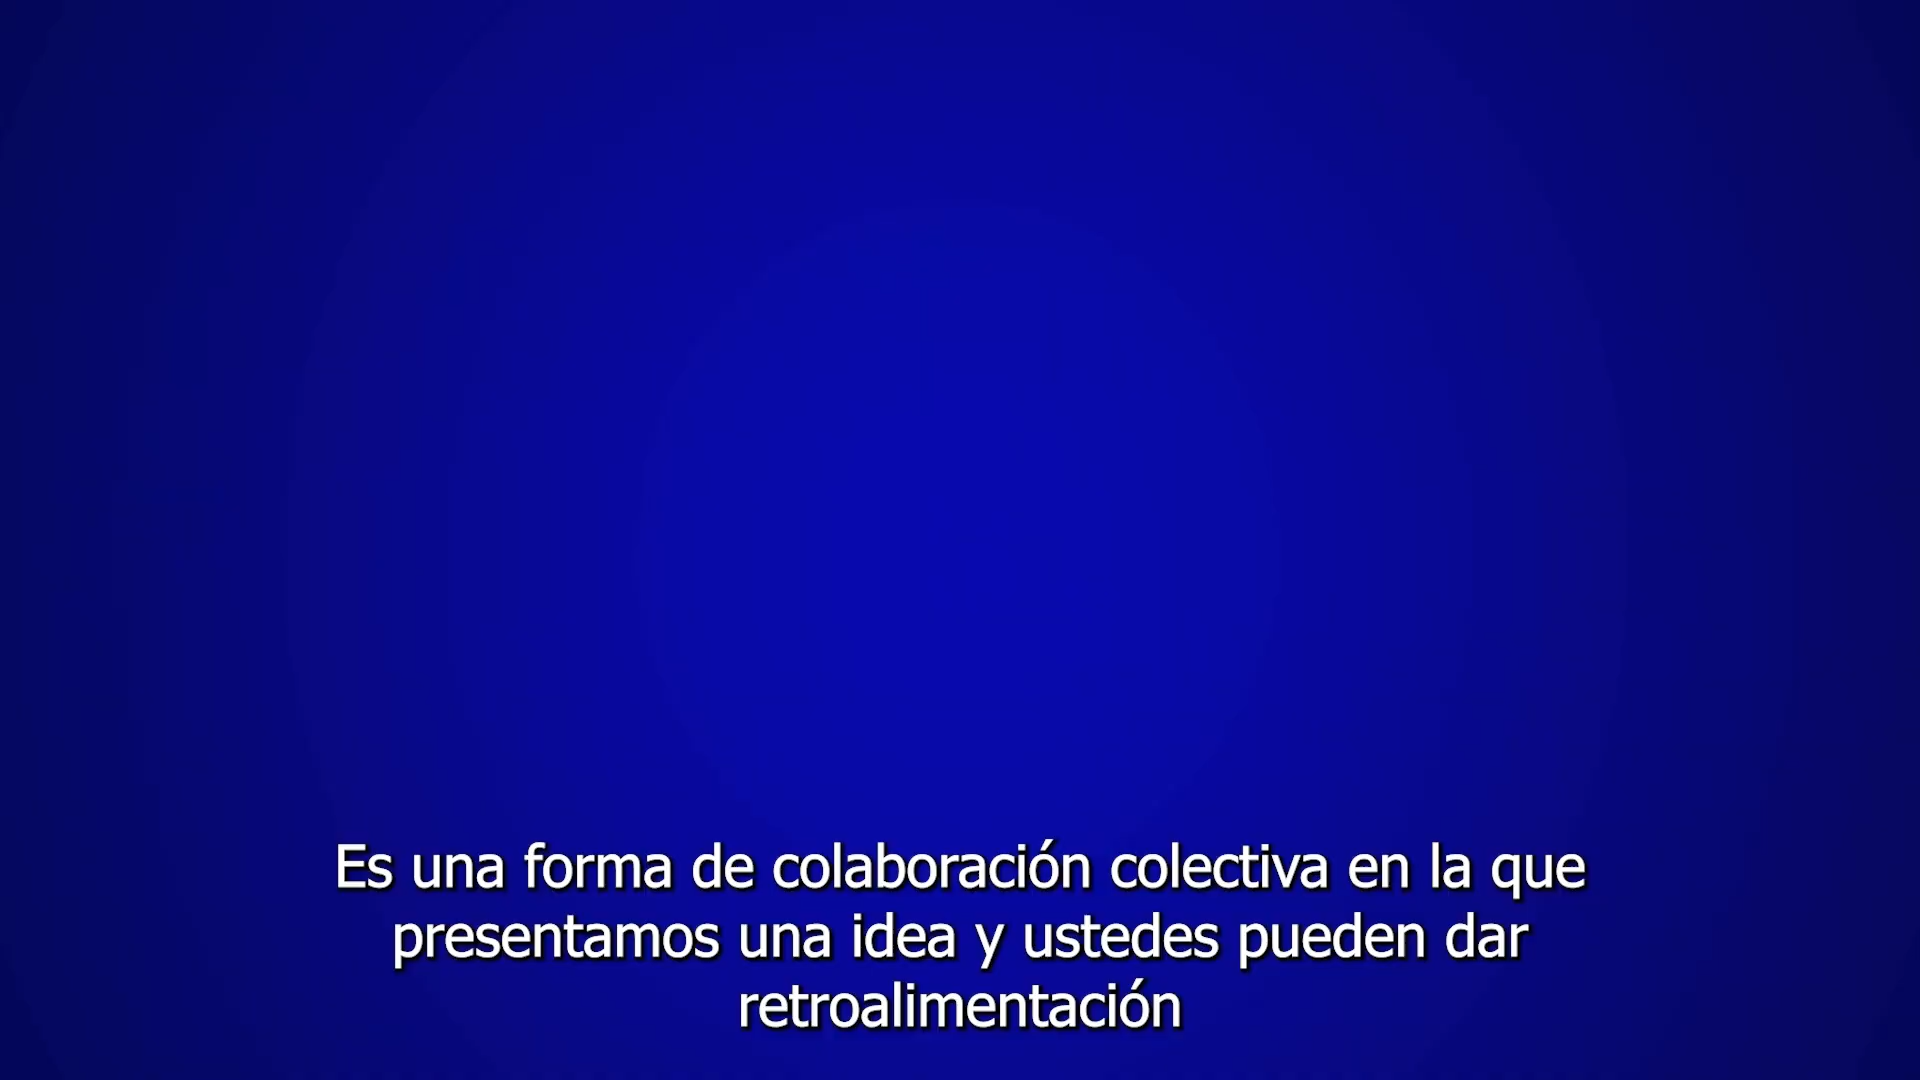 Es una forma de colaboración colectiva en la que
presentamos una idea y ustedes pueden dar
retroalimentación